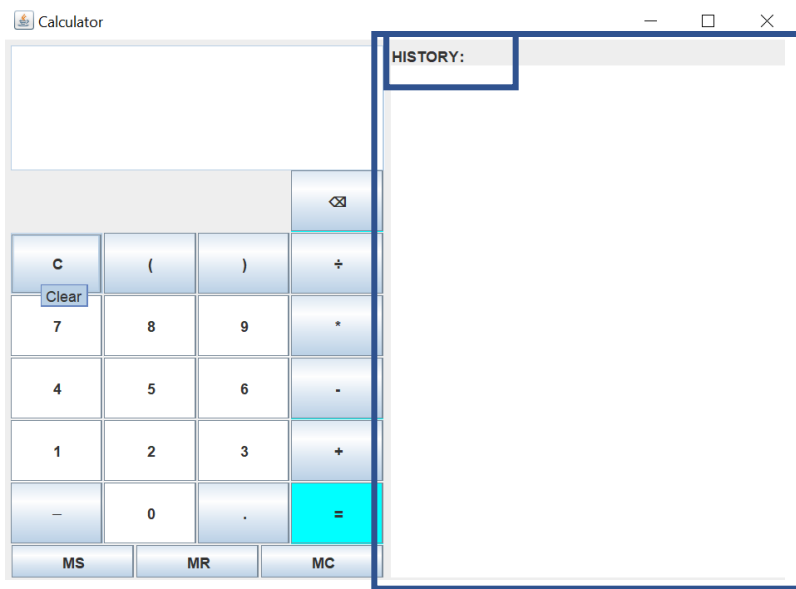 Calculator
HISTORY:
⌫
C ( ) ÷
Clear
7 8 9 *
4 5 6 -
1 2 3 +
– 0 . =
MS MR MC